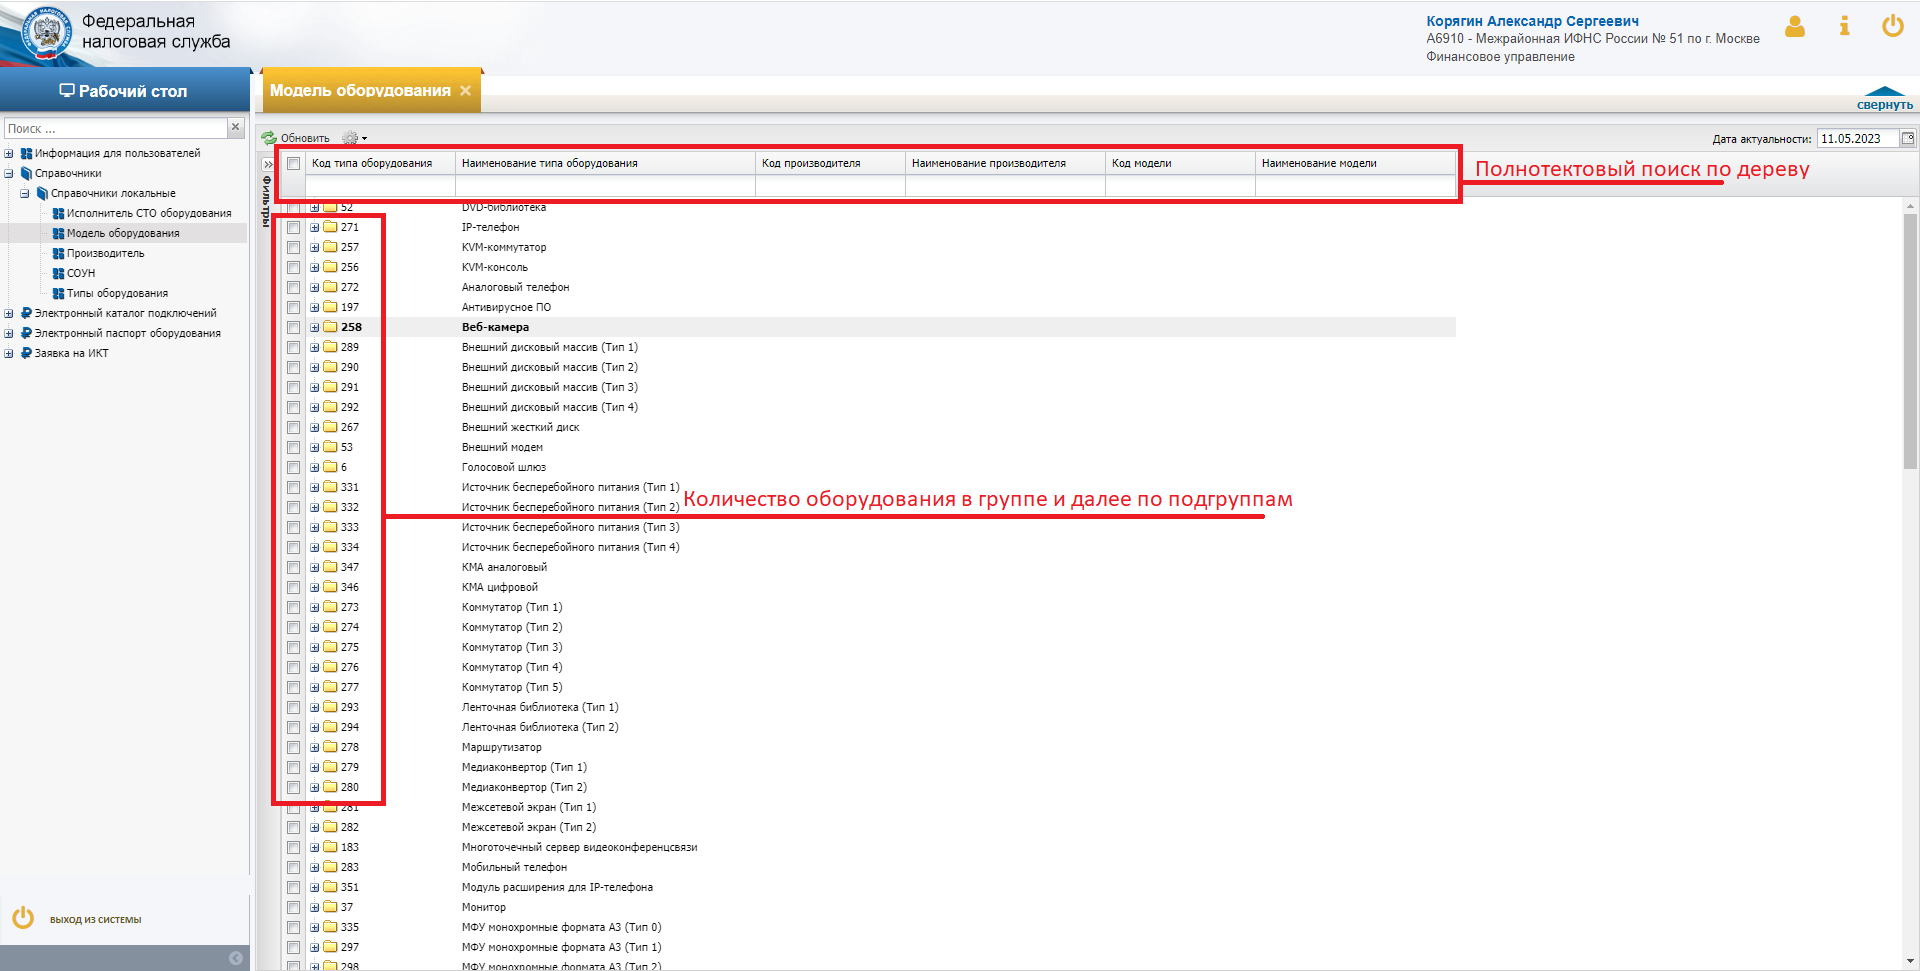 Федеральная
налоговая служба
Корягин Александр Сергеевич
А6910 - Межрайонная ИФНС России № 51 по г. Москве
Финансовое управление
Рабочий стол
Модель оборудования
свернуть
Поиск ...
Обновить
Дата актуальности: 11.05.2023
Информация для пользователей
Справочники
Справочники локальные
Исполнитель СТО оборудования
Модель оборудования
Производитель
СОУН
Типы оборудования
Электронный каталог подключений
Электронный паспорт оборудования
Заявка на ИКТ
выход из системы
Фильтры
Код типа оборудования Наименование типа оборудования Код производителя Наименование производителя Код модели Наименование модели
Полнотектовый поиск по дереву
52 DVD-библиотека
271 IP-телефон
257 KVM-коммутатор
256 KVM-консоль
272 Аналоговый телефон
197 Антивирусное ПО
258 Веб-камера
289 Внешний дисковый массив (Тип 1)
290 Внешний дисковый массив (Тип 2)
291 Внешний дисковый массив (Тип 3)
292 Внешний дисковый массив (Тип 4)
267 Внешний жесткий диск
53 Внешний модем
6 Голосовой шлюз
331 Источник бесперебойного питания (Тип 1)
Количество оборудования в группе и далее по подгруппам
332 Источник бесперебойного питания (Тип 2)
333 Источник бесперебойного питания (Тип 3)
334 Источник бесперебойного питания (Тип 4)
347 КМА аналоговый
346 КМА цифровой
273 Коммутатор (Тип 1)
274 Коммутатор (Тип 2)
275 Коммутатор (Тип 3)
276 Коммутатор (Тип 4)
277 Коммутатор (Тип 5)
293 Ленточная библиотека (Тип 1)
294 Ленточная библиотека (Тип 2)
278 Маршрутизатор
279 Медиаконвертор (Тип 1)
280 Медиаконвертор (Тип 2)
281 Межсетевой экран (Тип 1)
282 Межсетевой экран (Тип 2)
183 Многоточечный сервер видеоконференцсвязи
283 Мобильный телефон
351 Модуль расширения для IP-телефона
37 Монитор
335 МФУ монохромные формата А3 (Тип 0)
297 МФУ монохромные формата А3 (Тип 1)
298 МФУ монохромные формата А3 (Тип 2)